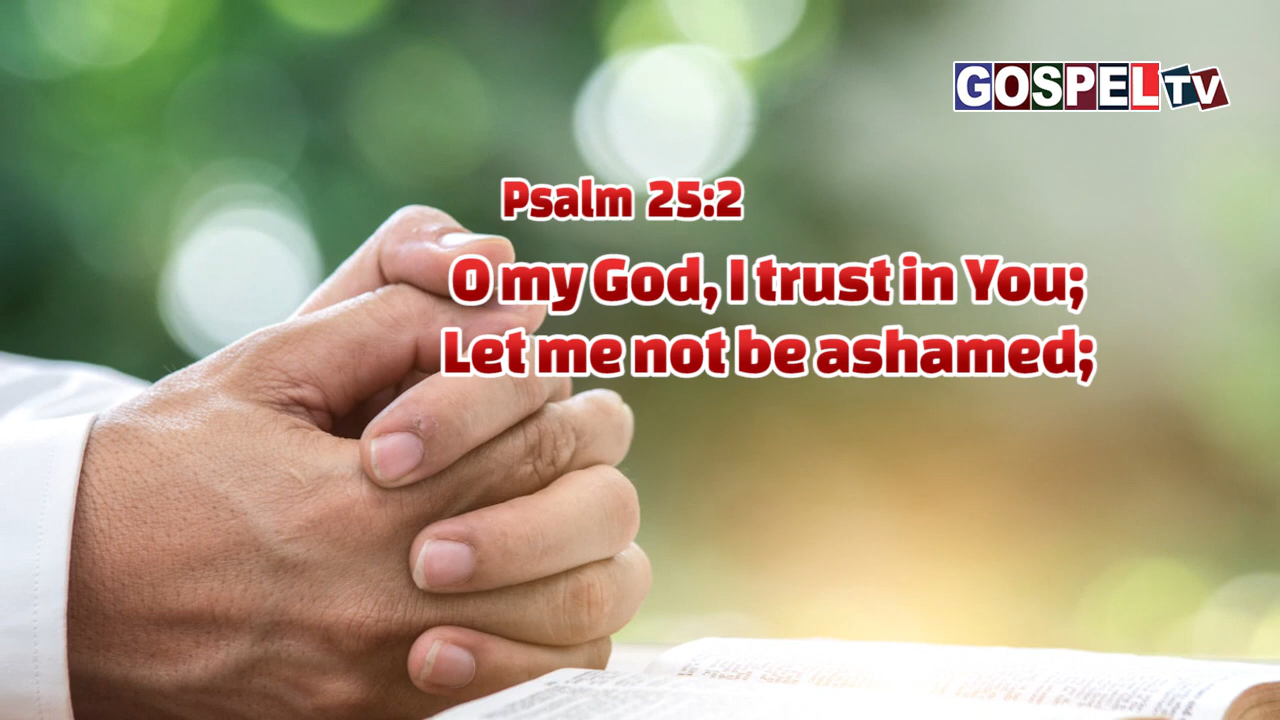 GOSPEL TV
Psalm 25:2
O my God, I trust in You;
Let me not be ashamed;